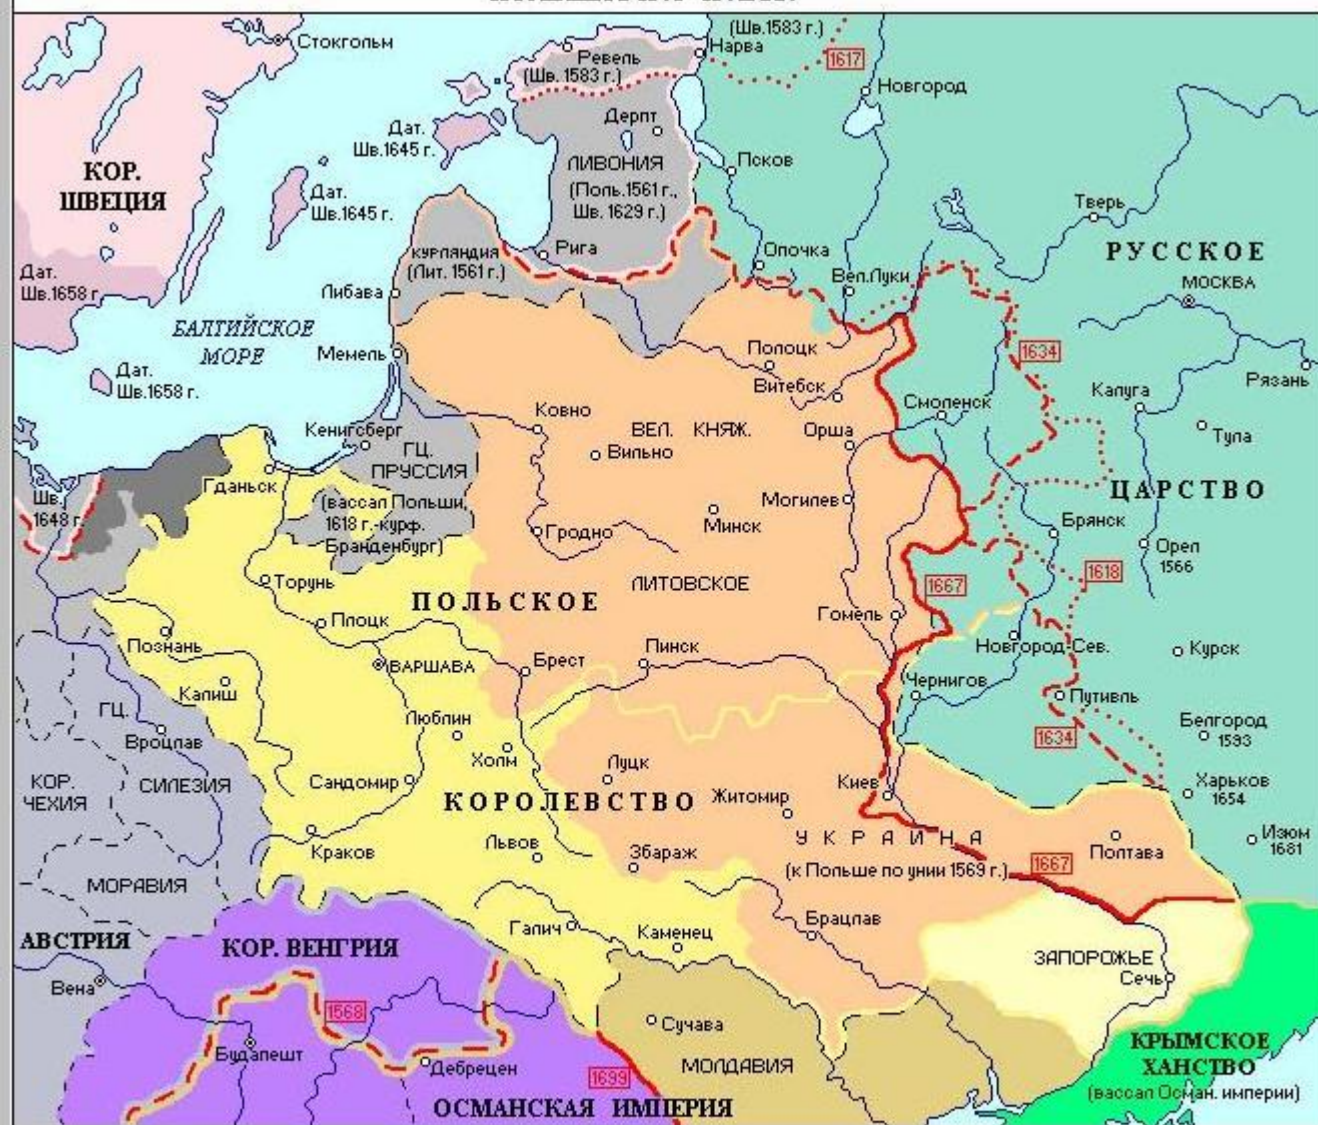 Стокгольм
(Шв.1583 г.)
Нарва
1617
Ревель
(Шв. 1583 г.)
Новгород
Дерпт
Дат.
Шв.1645 г.
КОР.
ШВЕЦИЯ
ЛИВОНИЯ
(Поль.1561 г.,
Шв. 1629 г.)
Псков
Дат.
Шв.1645 г.
Тверь
КУРЛЯНДИЯ
(Лит. 1561 г.)
Рига
Опочка
РУССКОЕ
МОСКВА
Дат.
Шв.1658 г.
Либава
Вел.Луки
БАЛТИЙСКОЕ
МОРЕ
Мемель
Полоцк
1634
Дат.
Шв.1658 г.
Витебск
Рязань
Калуга
Смоленск
Ковно
Кенигсберг
ВЕЛ. КНЯЖ.
Орша
Тула
ГЦ.
ПРУССИЯ
Вильно
Гданьск
Шв.
1648 г.
(вассал Польши,
1618 г.-курф.
Бранденбург)
Могилев
ЦАРСТВО
Минск
Брянск
Гродно
Орел
1566
Торунь
ЛИТОВСКОЕ
1667
1618
ПОЛЬСКОЕ
Плоцк
Гомель
Познань
Пинск
Новгород-Сев.
Курск
ВАРШАВА
Брест
Калиш
Чернигов
Путивль
ГЦ.
Люблин
Белгород
1593
Вроцлав
1634
Холм
Луцк
КОР.
ЧЕХИЯ
СИЛЕЗИЯ
Сандомир
Киев
Харьков
1654
КОРОЛЕВСТВО
Житомир
УКРАИНА
Изюм
1681
Краков
Львов
Збараж
Полтава
(к Польше по унии 1569 г.)
1667
МОРАВИЯ
Брацлав
АВСТРИЯ
КОР. ВЕНГРИЯ
Галич
Каменец
ЗАПОРОЖЬЕ
Сечь
Вена
1568
Сучава
Будапешт
КРЫМСКОЕ
ХАНСТВО
(вассал Осман. империи)
Дебрецен
1699
МОЛДАВИЯ
ОСМАНСКАЯ ИМПЕРИЯ